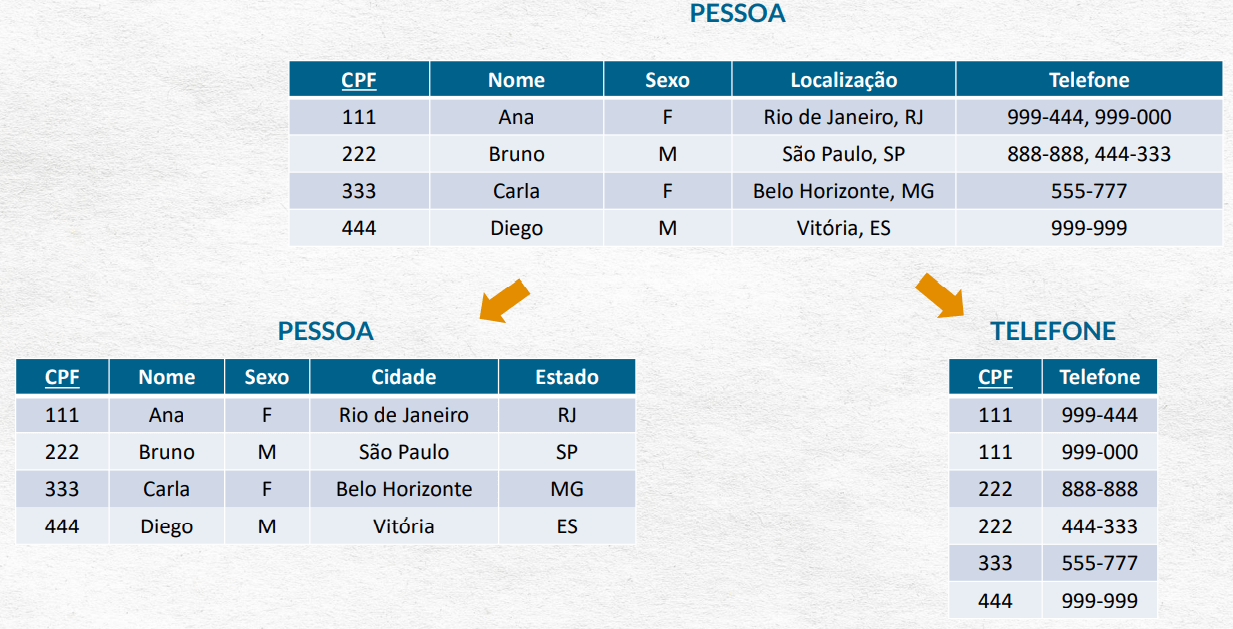 PESSOA
CPF Nome Sexo Localização Telefone
111 Ana F Rio de Janeiro, RJ 999-444, 999-000
222 Bruno M São Paulo, SP 888-888, 444-333
333 Carla F Belo Horizonte, MG 555-777
444 Diego M Vitória, ES 999-999
PESSOA
CPF Nome Sexo Cidade Estado
111 Ana F Rio de Janeiro RJ
222 Bruno M São Paulo SP
333 Carla F Belo Horizonte MG
444 Diego M Vitória ES
TELEFONE
CPF Telefone
111 999-444
111 999-000
222 888-888
222 444-333
333 555-777
444 999-999